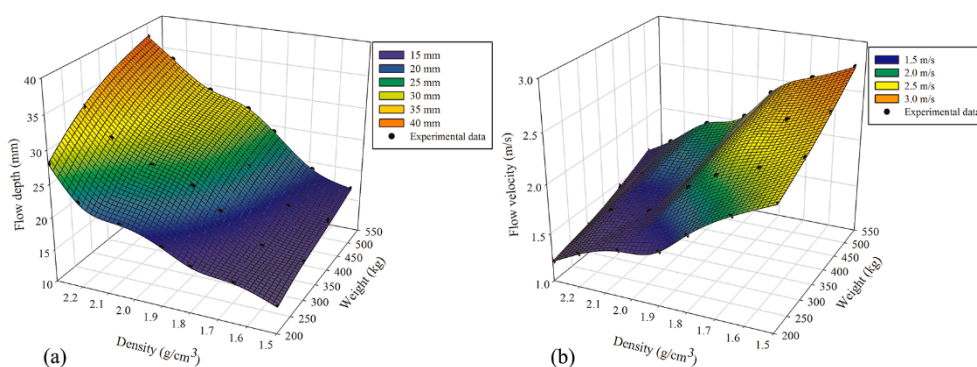 40
35
30
25
20
15
10
Flow depth (mm)
2.2
2.1
2.0
1.9
1.8
1.7
1.6
1.5
Density (g/cm³)
200
250
300
350
400
450
500
550
Weight (kg)
15 mm
20 mm
25 mm
30 mm
35 mm
40 mm
Experimental data
(a)
3.0
2.5
2.0
1.5
1.0
Flow velocity (m/s)
2.2
2.1
2.0
1.9
1.8
1.7
1.6
1.5
Density (g/cm³)
200
250
300
350
400
450
500
550
Weight (kg)
1.5 m/s
2.0 m/s
2.5 m/s
3.0 m/s
Experimental data
(b)